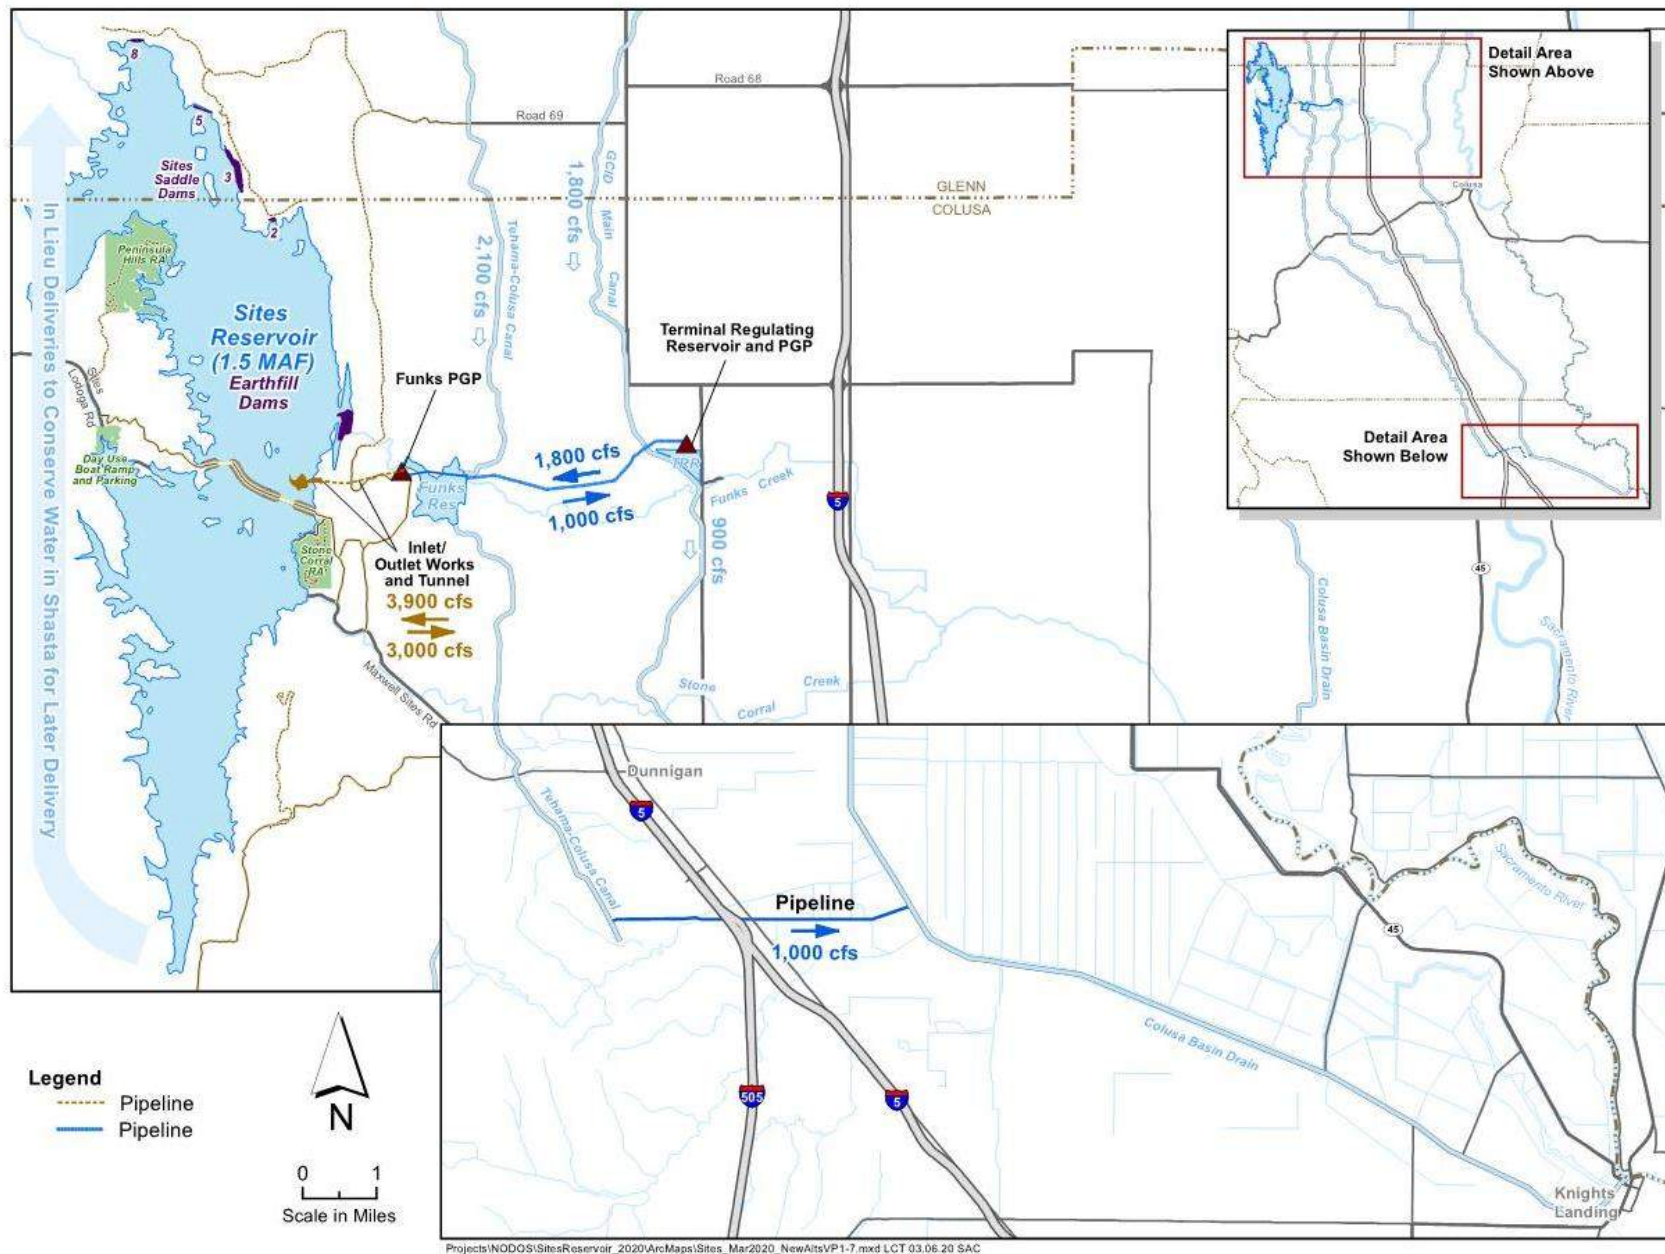 8
5
Sites
Saddle
Dams
3
2
Peninsula
Hills RA
Sites
Reservoir
(1.5 MAF)
Earthfill
Dams
In Lieu Deliveries to Conserve Water in Shasta for Later Delivery
Sites
Lodoga Rd
Day Use
Boat Ramp
and Parking
Stone
Corral
RA
Road 68
Road 69
GLENN
COLUSA
GCID Main Canal
1,800 cfs
Tehama-Colusa Canal
2,100 cfs
Funks PGP
Terminal Regulating
Reservoir and PGP
TRR
Funks
Res
1,800 cfs
1,000 cfs
Funks Creek
900 cfs
Inlet/
Outlet Works
and Tunnel
3,900 cfs
3,000 cfs
Maxwell Sites Rd
Stone Corral Creek
5
45
Colusa Basin Drain
Sacramento River
Detail Area
Shown Above
Colusa
Detail Area
Shown Below
Dunnigan
5
Tehama-Colusa Canal
Pipeline
1,000 cfs
505
5
Colusa Basin Drain
45
Sacramento River
Knights
Landing
Legend
Pipeline
Pipeline
N
0 1
Scale in Miles
Projects\NODOS\SitesReservoir_2020\ArcMaps\Sites_Mar2020_NewAltsVP1-7.mxd LCT 03.06.20 SAC